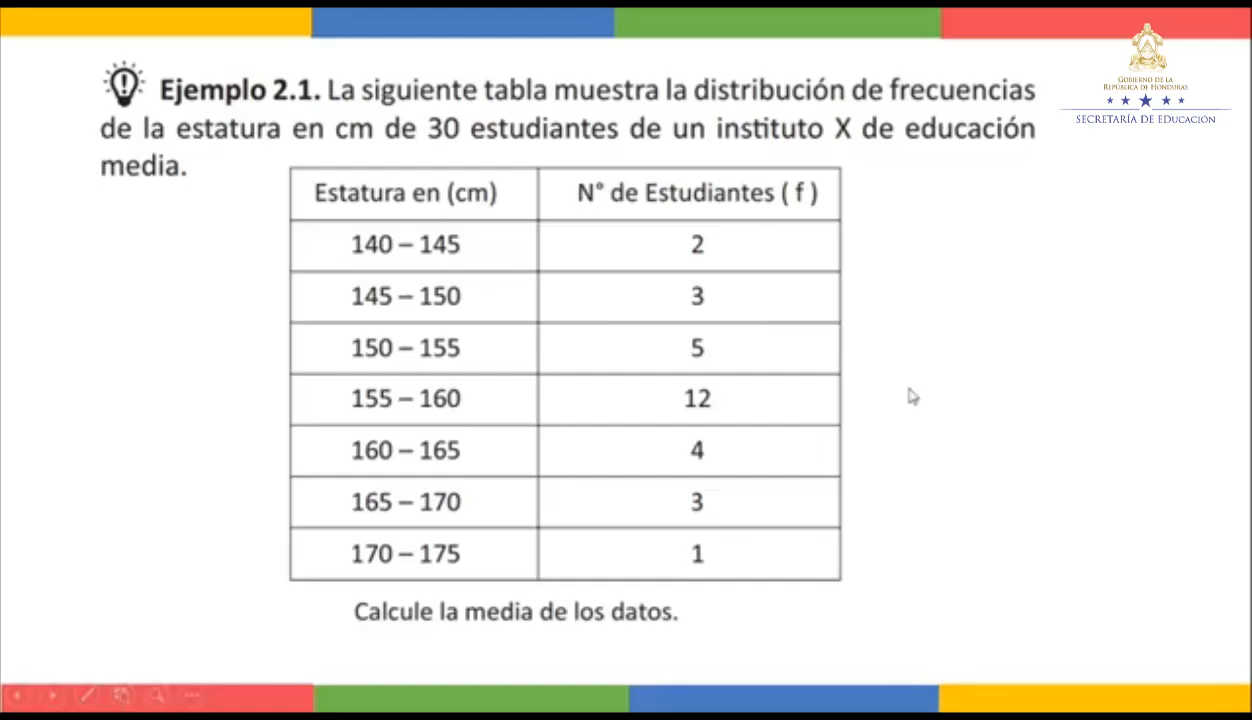 Ejemplo 2.1. La siguiente tabla muestra la distribución de frecuencias
de la estatura en cm de 30 estudiantes de un instituto X de educación
media.
GOBIERNO DE LA
REPÚBLICA DE HONDURAS
SECRETARÍA DE EDUCACIÓN
Estatura en (cm) N° de Estudiantes ( f )
140 – 145 2
145 – 150 3
150 – 155 5
155 – 160 12
160 – 165 4
165 – 170 3
170 – 175 1
Calcule la media de los datos.